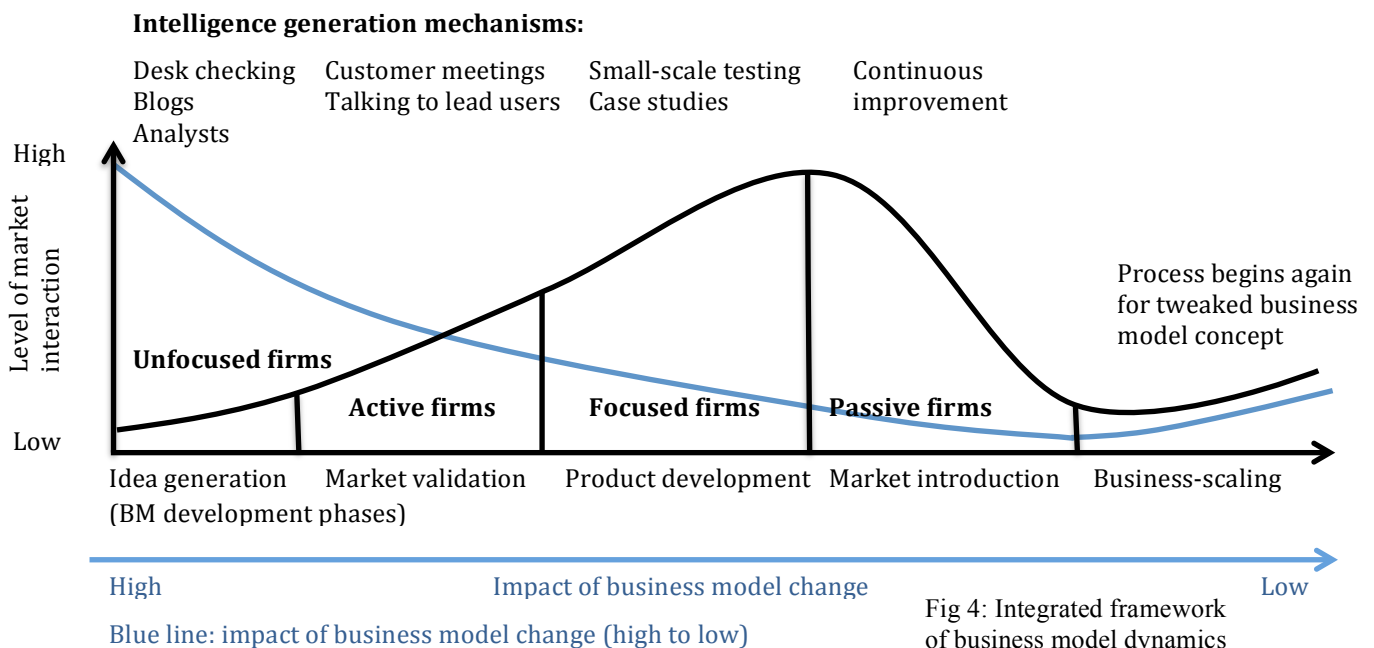 Intelligence generation mechanisms:
Desk checking
Blogs
Analysts
Customer meetings
Talking to lead users
Small-scale testing
Case studies
Continuous
improvement
High
Level of market
interaction
Low
Process begins again
for tweaked business
model concept
Unfocused firms
Active firms
Focused firms
Passive firms
Idea generation
(BM development phases)
Market validation
Product development
Market introduction
Business-scaling
High
Impact of business model change
Low
Blue line: impact of business model change (high to low)
Fig 4: Integrated framework
of business model dynamics